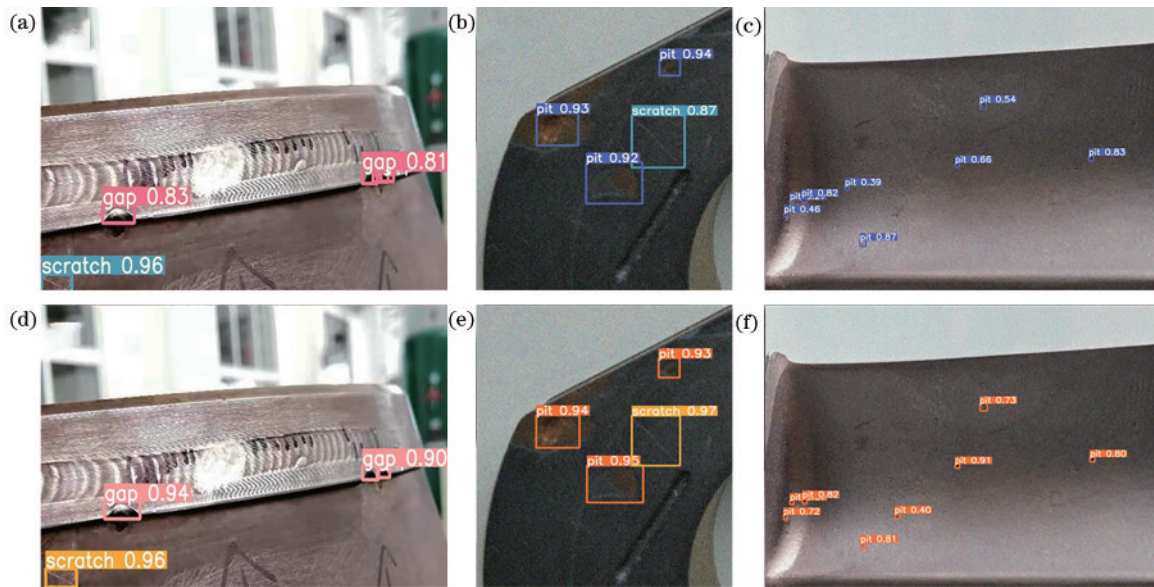 (a)
gap 0.81
gap 0.83
scratch 0.96
(b)
pit 0.94
pit 0.93
scratch 0.87
pit 0.92
(c)
pit 0.54
pit 0.83
pit 0.66
pit 0.39
pit 0.82
pit 0.46
pit 0.87
(d)
gap 0.90
gap 0.94
scratch 0.96
(e)
pit 0.93
pit 0.94
scratch 0.97
pit 0.95
(f)
pit 0.73
pit 0.91
pit 0.80
pit 0.82
pit 0.72
pit 0.40
pit 0.81